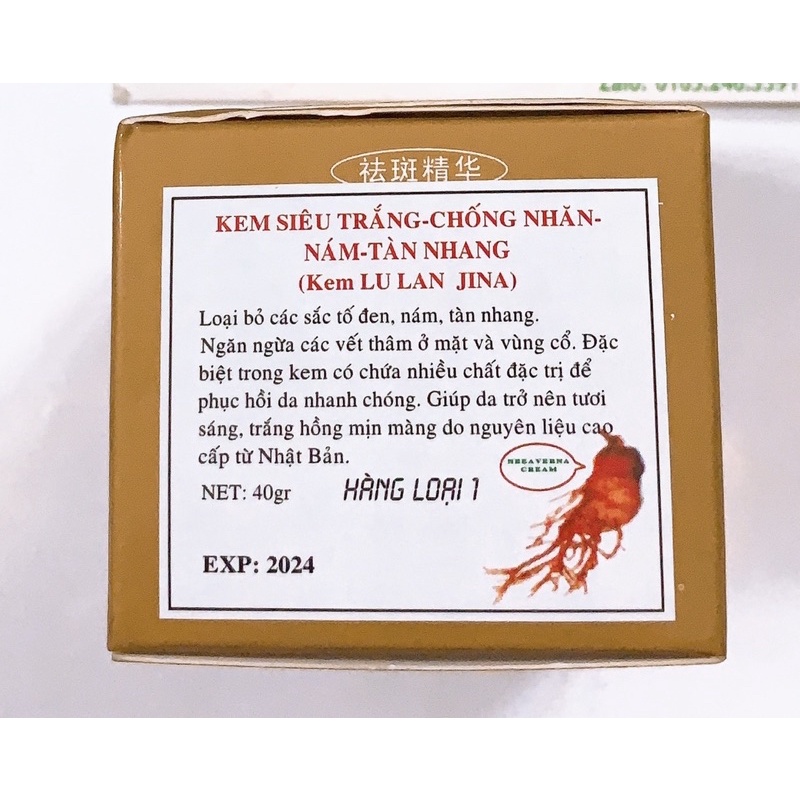 祛斑精华
KEM SIÊU TRẮNG-CHỐNG NHĂN-
NÁM-TÀN NHANG
(Kem LU LAN JINA)
Loại bỏ các sắc tố đen, nám, tàn nhang.
Ngăn ngừa các vết thâm ở mặt và vùng cổ. Đặc
biệt trong kem có chứa nhiều chất đặc trị để
phục hồi da nhanh chóng. Giúp da trở nên tươi
sáng, trắng hồng mịn màng do nguyên liệu cao
cấp từ Nhật Bản.
NET: 40gr HÀNG LOẠI 1
HESAVERNA
CREAM
EXP: 2024